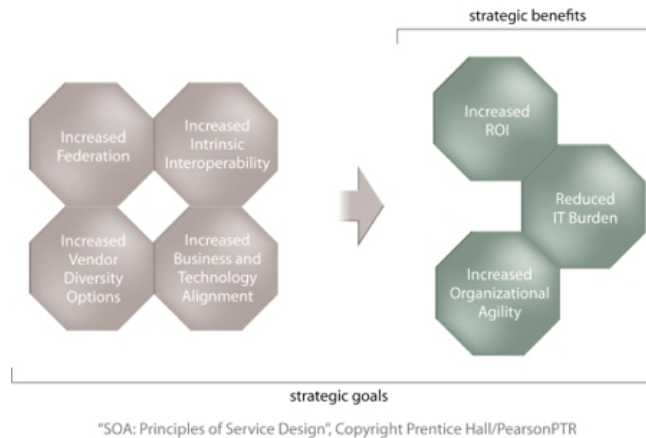 strategic benefits
Increased
Federation
Increased
Intrinsic
Interoperability
Increased
Vendor
Diversity
Options
Increased
Business and
Technology
Alignment
Increased
ROI
Reduced
IT Burden
Increased
Organizational
Agility
strategic goals
"SOA: Principles of Service Design", Copyright Prentice Hall/PearsonPTR